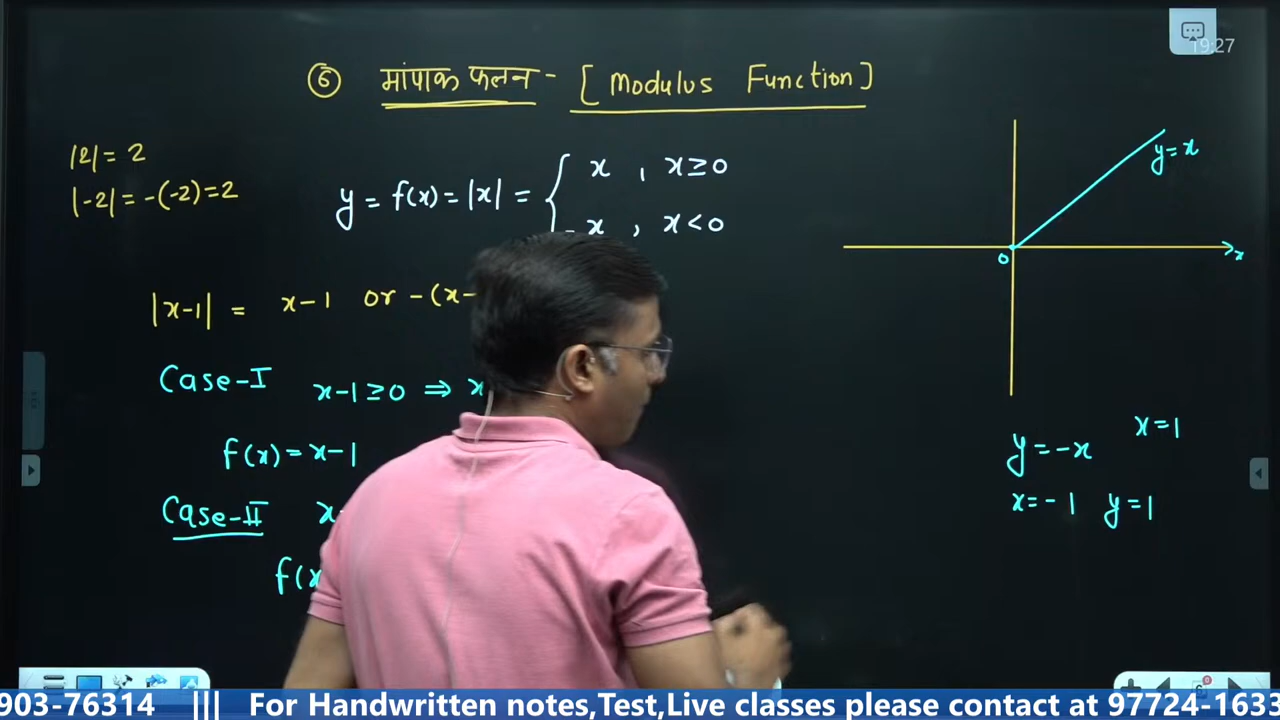 19:27
⑥ मापांक फलन - [ Modulus Function ]
|2| = 2
|-2| = -(-2) = 2
y = f(x) = |x| = { x , x ≥ 0
- x , x < 0
|x-1| = x-1 or -(x-
Case-I x-1 ≥ 0 ⇒ x
f(x) = x-1
Case-II x-
f(x
y = x
0
x
y = -x x = 1
x = -1 y = 1
903-76314 ||| For Handwritten notes,Test,Live classes please contact at 97724-1633